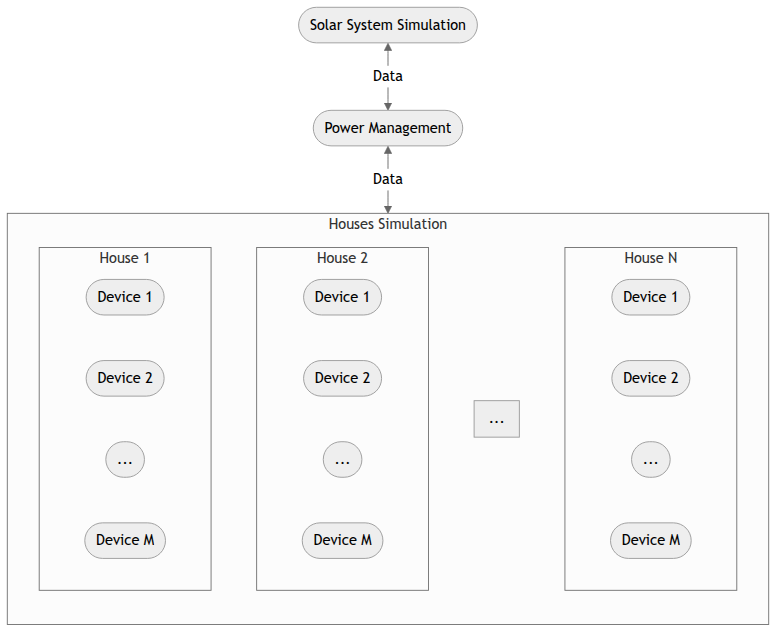 Solar System Simulation
Data
Power Management
Data
Houses Simulation
House 1
Device 1
Device 2
...
Device M
House 2
Device 1
Device 2
...
Device M
...
House N
Device 1
Device 2
...
Device M